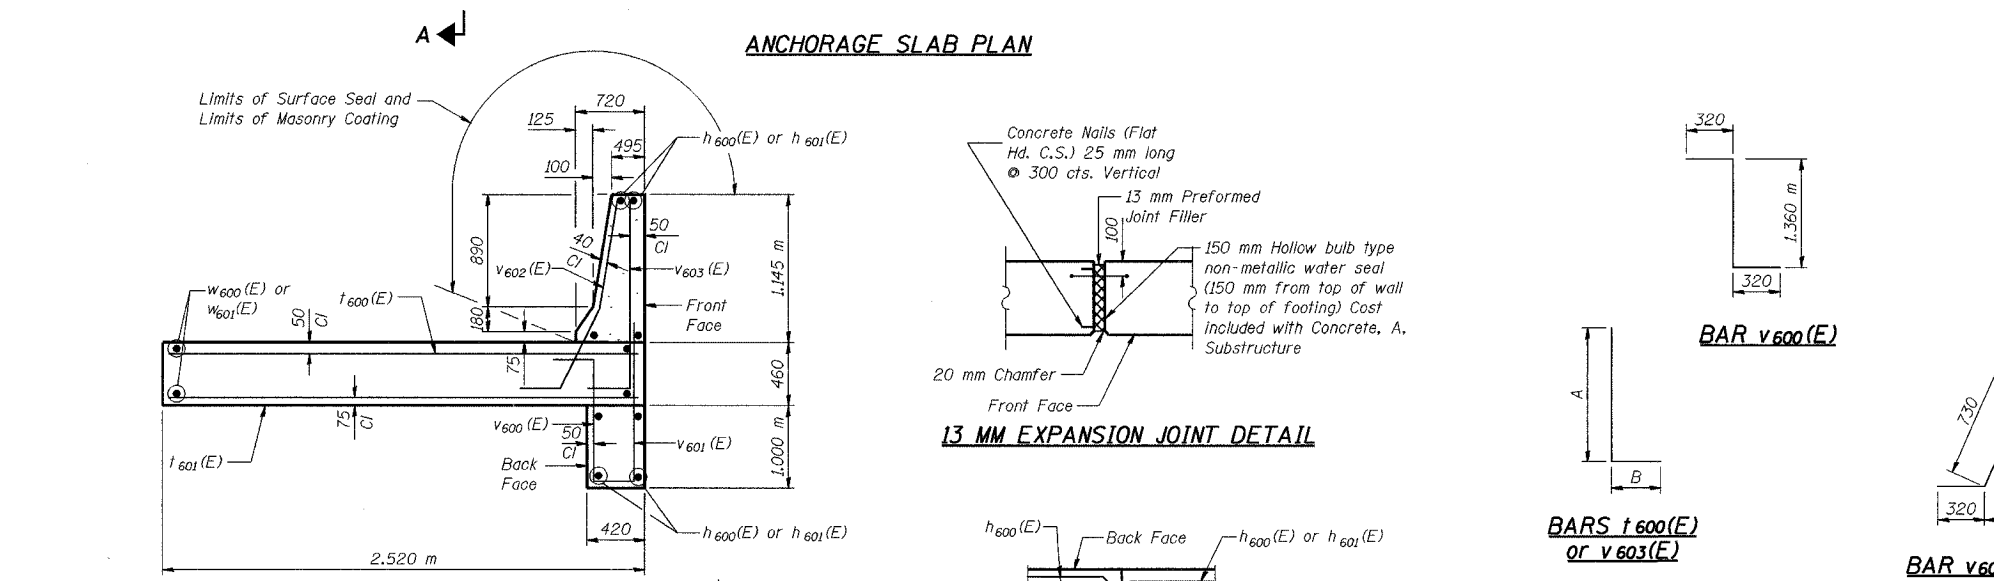 A
ANCHORAGE SLAB PLAN
Limits of Surface Seal and
Limits of Masonry Coating
720
125
495
100
h600(E) or h601(E)
890
40
Cl
50
Cl
v602(E)
v603(E)
1.145 m
w600(E) or
w601(E)
t600(E)
50
Cl
180
Front
Face
75
460
75
Cl
t601(E)
v600(E)
50
Cl
v601(E)
1.000 m
Back
Face
420
h600(E) or h601(E)
2.520 m
Concrete Nails (Flat
Hd. C.S.) 25 mm long
@ 300 cts. Vertical
13 mm Preformed
Joint Filler
100
150 mm Hollow bulb type
non-metallic water seal
(150 mm from top of wall
to top of footing) Cost
included with Concrete, A,
Substructure
20 mm Chamfer
Front Face
13 MM EXPANSION JOINT DETAIL
h600(E)
Back Face
h600(E) or h601(E)
320
1.360 m
320
BAR v600(E)
A
B
BARS t600(E)
or v603(E)
730
320
BAR